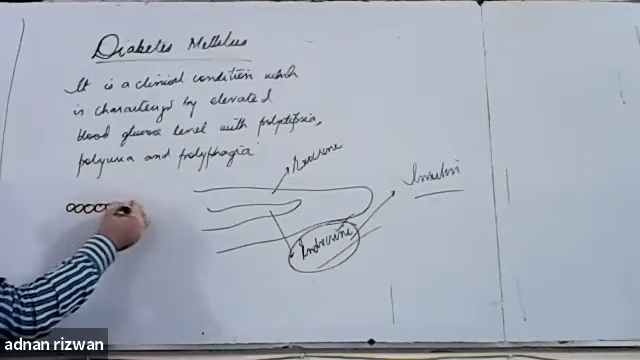 Diabetes Mellitus
It is a clinical condition which
is characterized by elevated
blood glucose level with polydipsia,
polyuria and polyphagia
Exocrine
Insulin
Endocrine
adnan rizwan